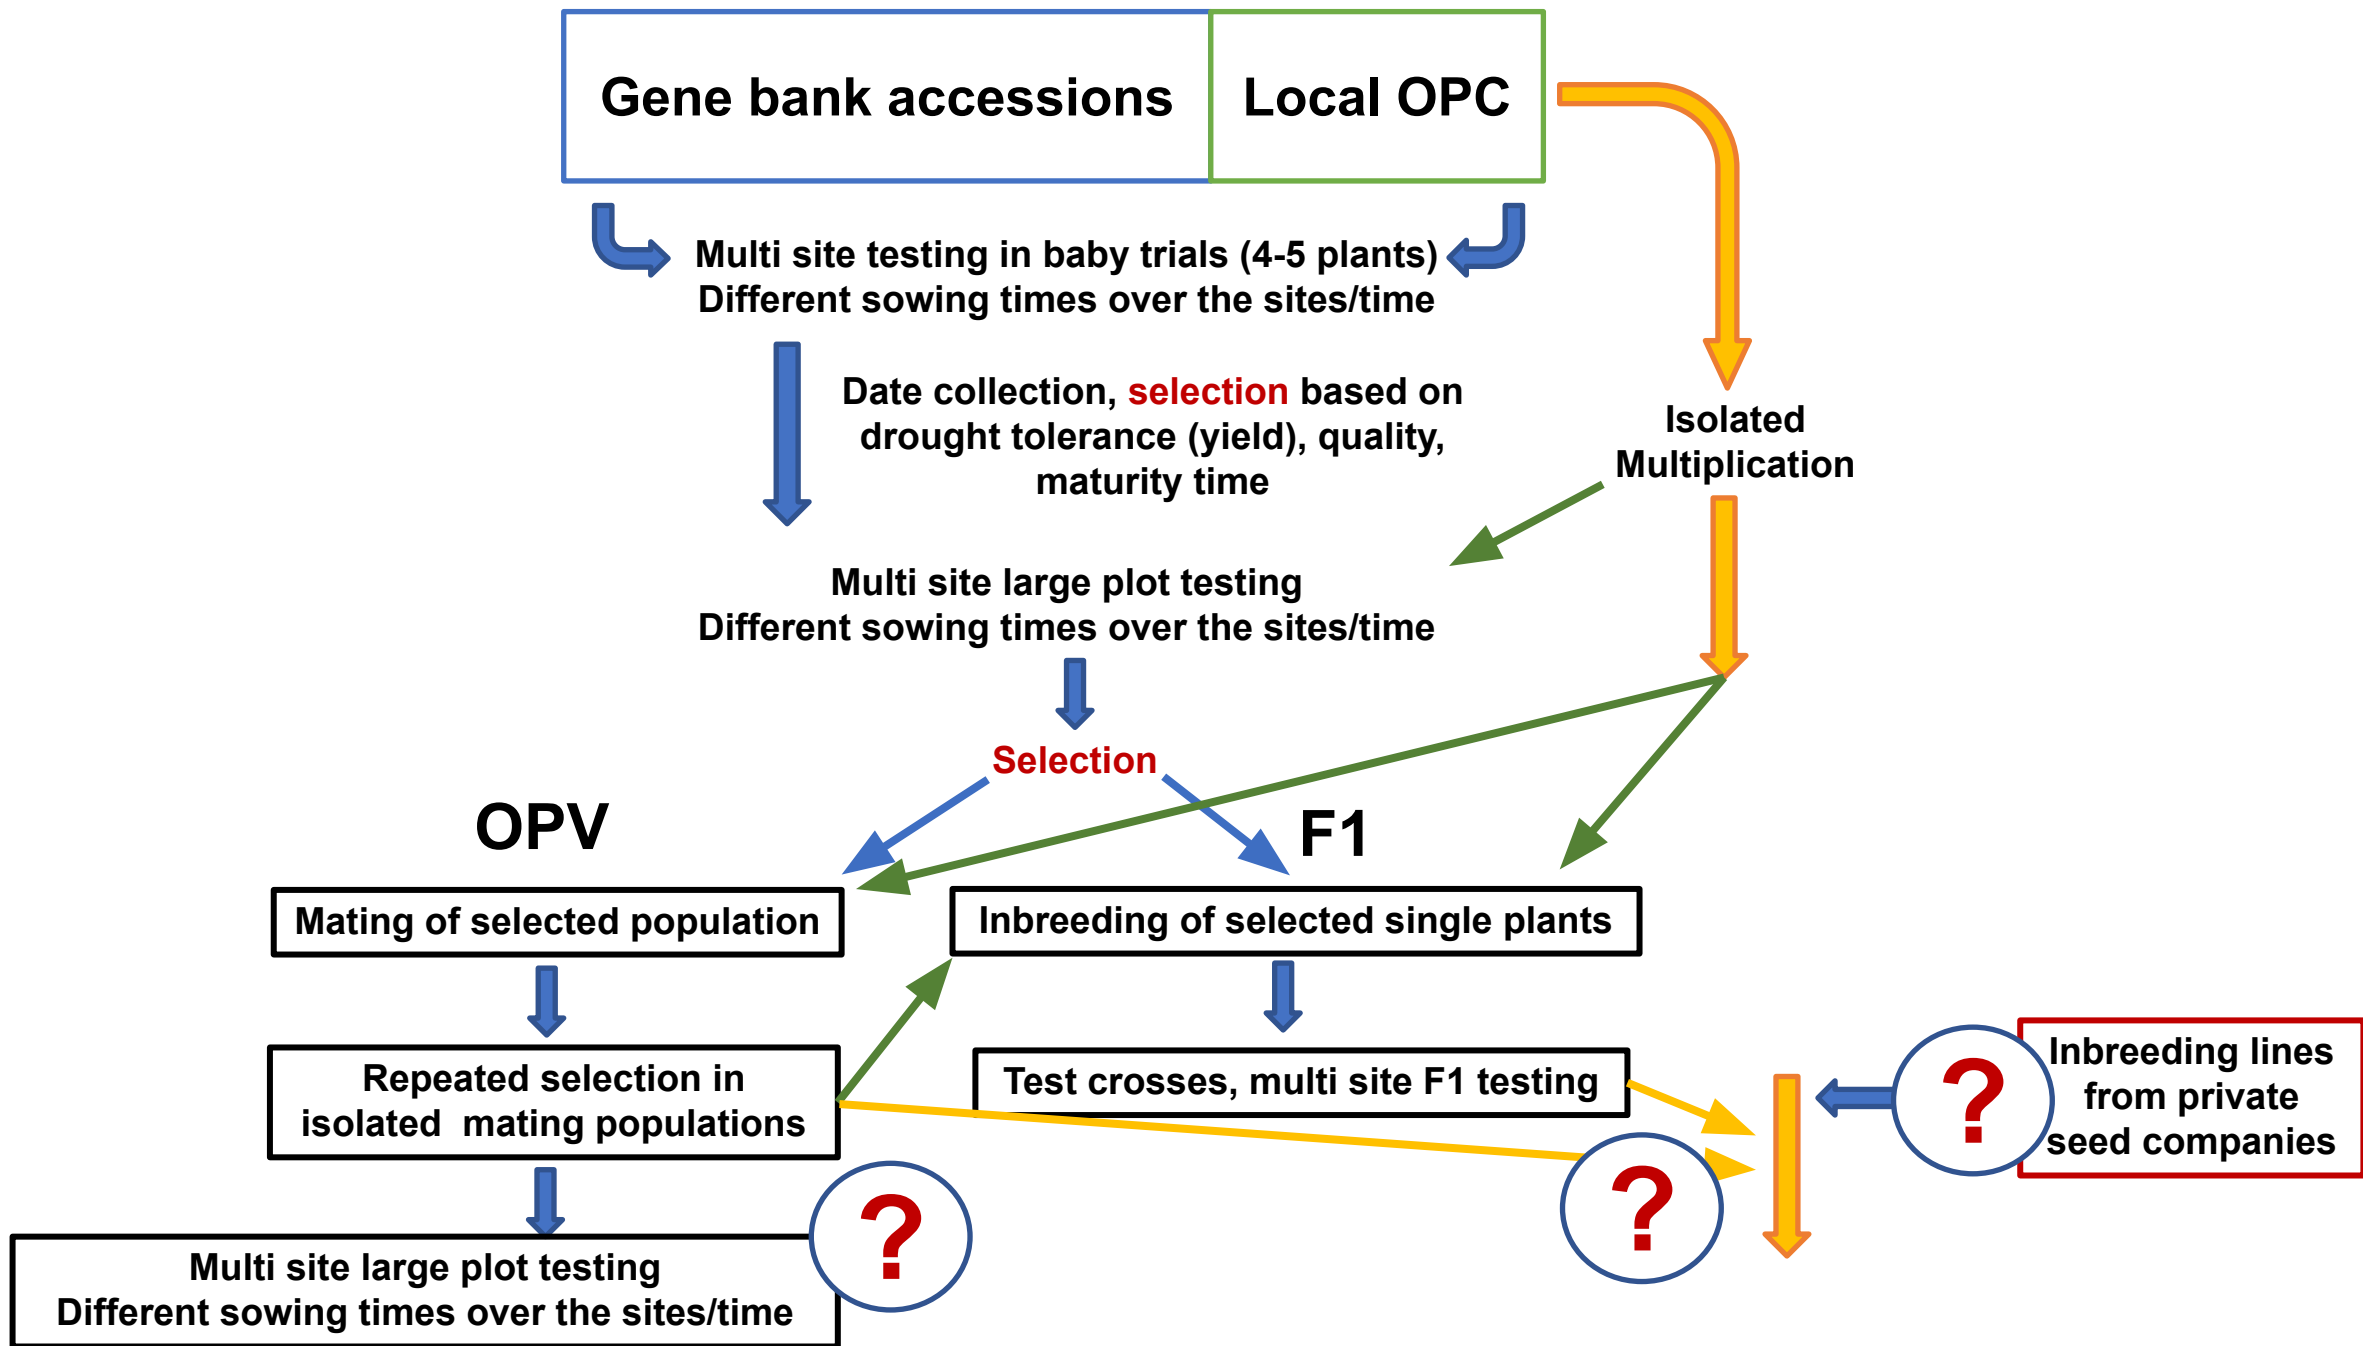 Gene bank accessions
Local OPC
Multi site testing in baby trials (4-5 plants)
Different sowing times over the sites/time
Date collection, selection based on
drought tolerance (yield), quality,
maturity time
Isolated
Multiplication
Multi site large plot testing
Different sowing times over the sites/time
Selection
OPV
F1
Mating of selected population
Inbreeding of selected single plants
Repeated selection in
isolated mating populations
Test crosses, multi site F1 testing
?
Inbreeding lines
from private
seed companies
?
?
Multi site large plot testing
Different sowing times over the sites/time